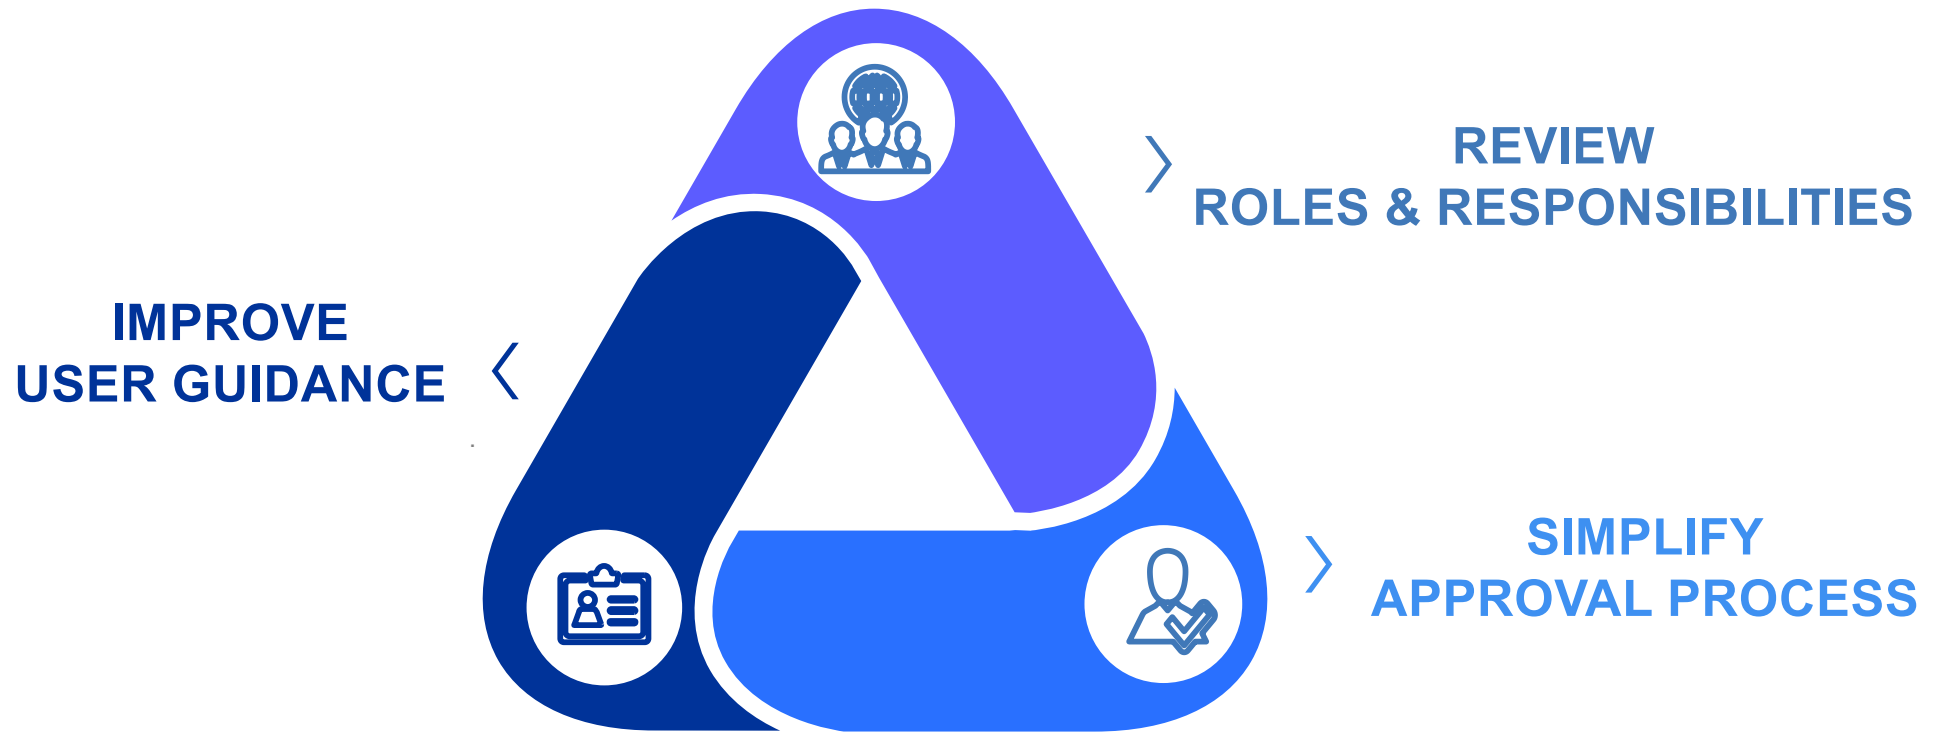 REVIEW
ROLES & RESPONSIBILITIES
IMPROVE
USER GUIDANCE
SIMPLIFY
APPROVAL PROCESS